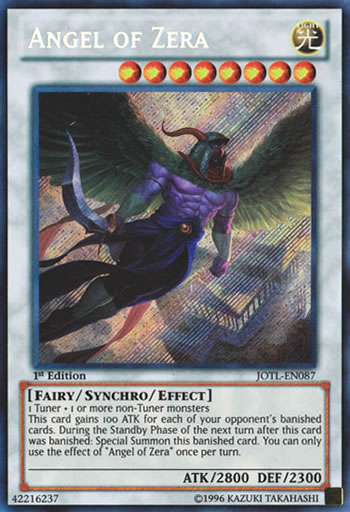 ANGEL OF ZERA
LIGHT
光
1st Edition
JOTL-EN087
[FAIRY/SYNCHRO/EFFECT]
1 Tuner + 1 or more non-Tuner monsters
This card gains 100 ATK for each of your opponent's banished
cards. During the Standby Phase of the next turn after this card
was banished: Special Summon this banished card. You can only
use the effect of "Angel of Zera" once per turn.
ATK/2800 DEF/2300
42216237
©1996 KAZUKI TAKAHASHI